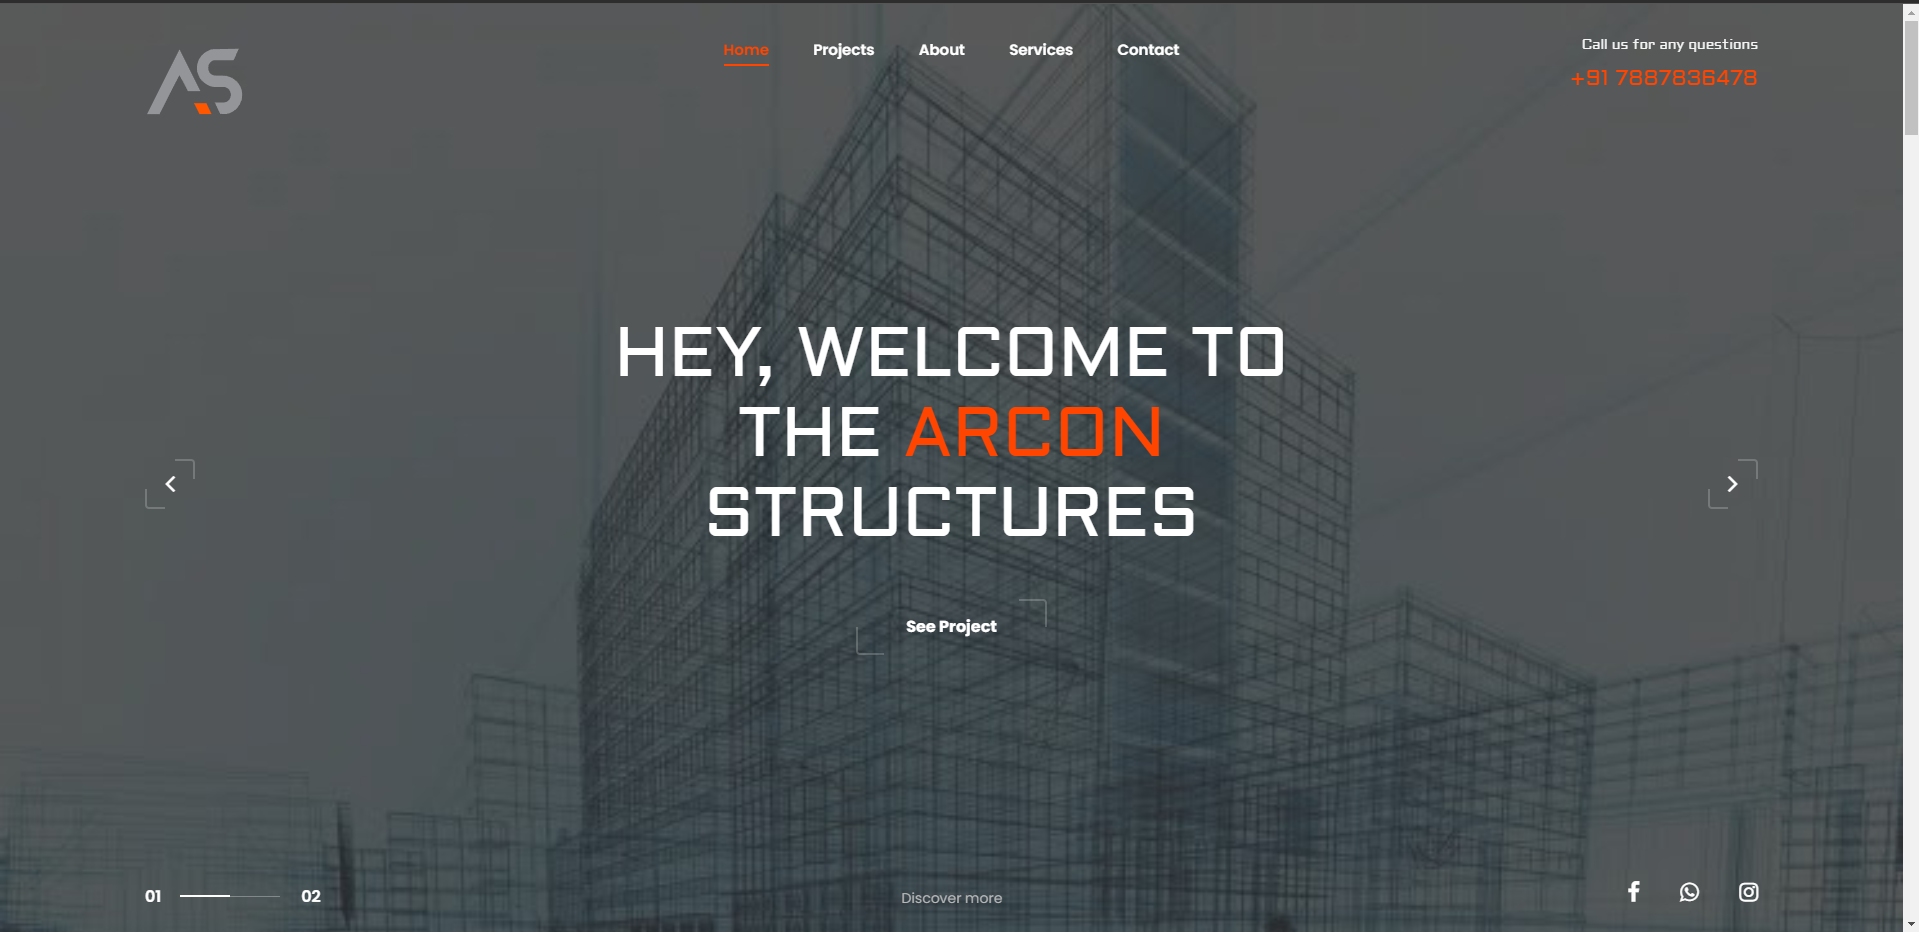 AS
Home Projects About Services Contact
Call us for any questions
+91 7887836478
HEY, WELCOME TO
THE ARCON
STRUCTURES
See Project
01 02
Discover more